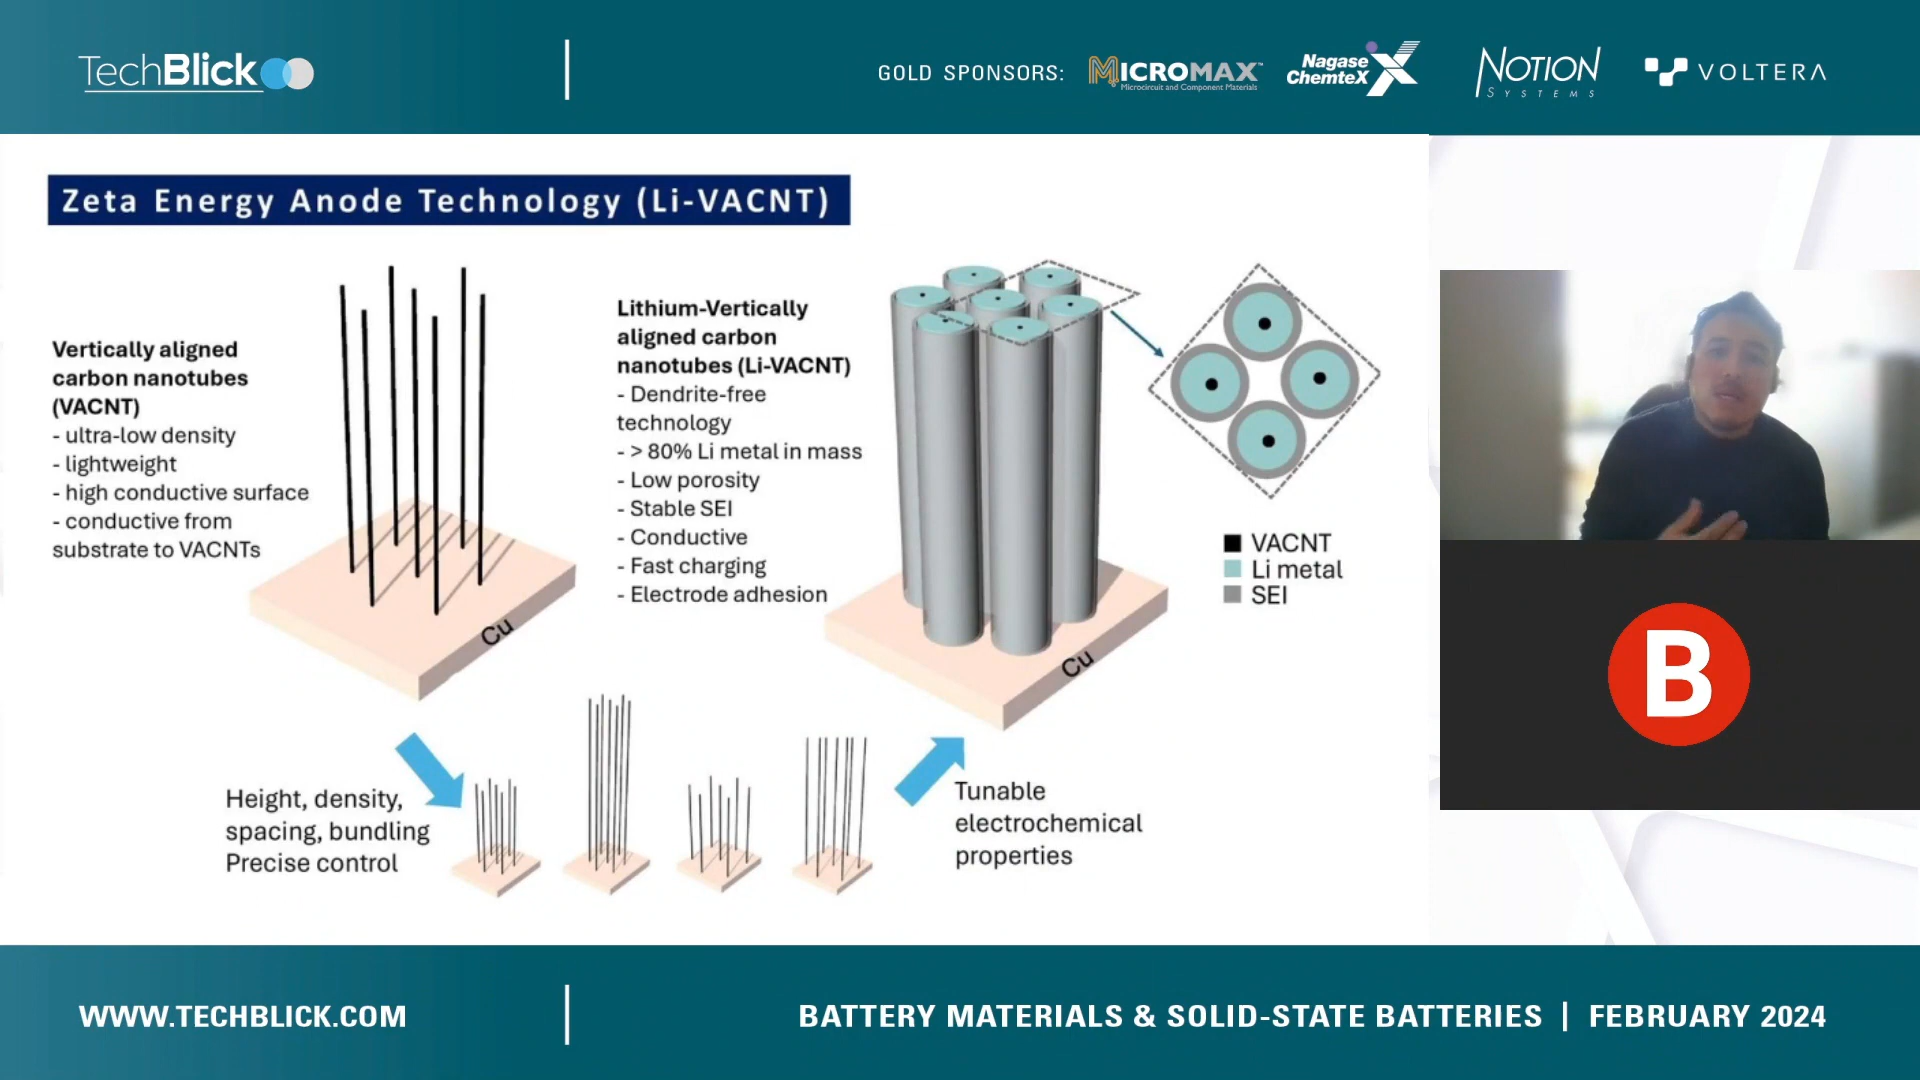 TechBlick
GOLD SPONSORS:
MICROMAX™
Microcircuit and Component Materials
Nagase
ChemteX
NOTION
SYSTEMS
VOLTERA
Zeta Energy Anode Technology (Li-VACNT)
Vertically aligned
carbon nanotubes
(VACNT)
- ultra-low density
- lightweight
- high conductive surface
- conductive from
substrate to VACNTs
Cu
Lithium-Vertically
aligned carbon
nanotubes (Li-VACNT)
- Dendrite-free
technology
- > 80% Li metal in mass
- Low porosity
- Stable SEI
- Conductive
- Fast charging
- Electrode adhesion
Cu
VACNT
Li metal
SEI
Height, density,
spacing, bundling
Precise control
Tunable
electrochemical
properties
B
WWW.TECHBLICK.COM
BATTERY MATERIALS & SOLID-STATE BATTERIES | FEBRUARY 2024